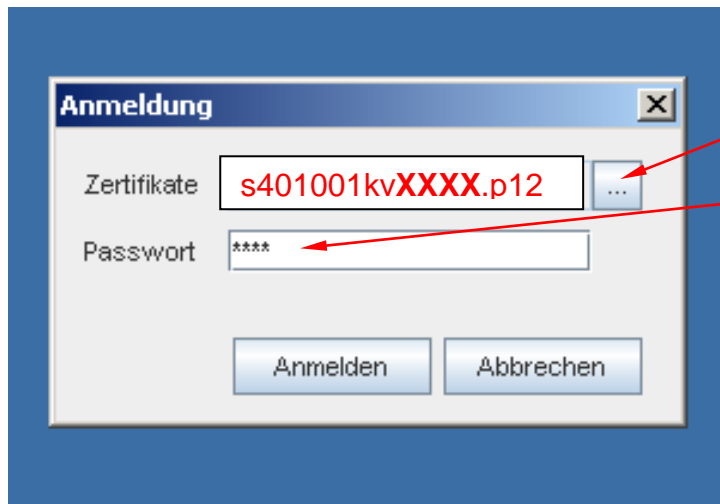 Anmeldung
Zertifikate s401001kvXXXX.p12 ...
Passwort ****
Anmelden Abbrechen